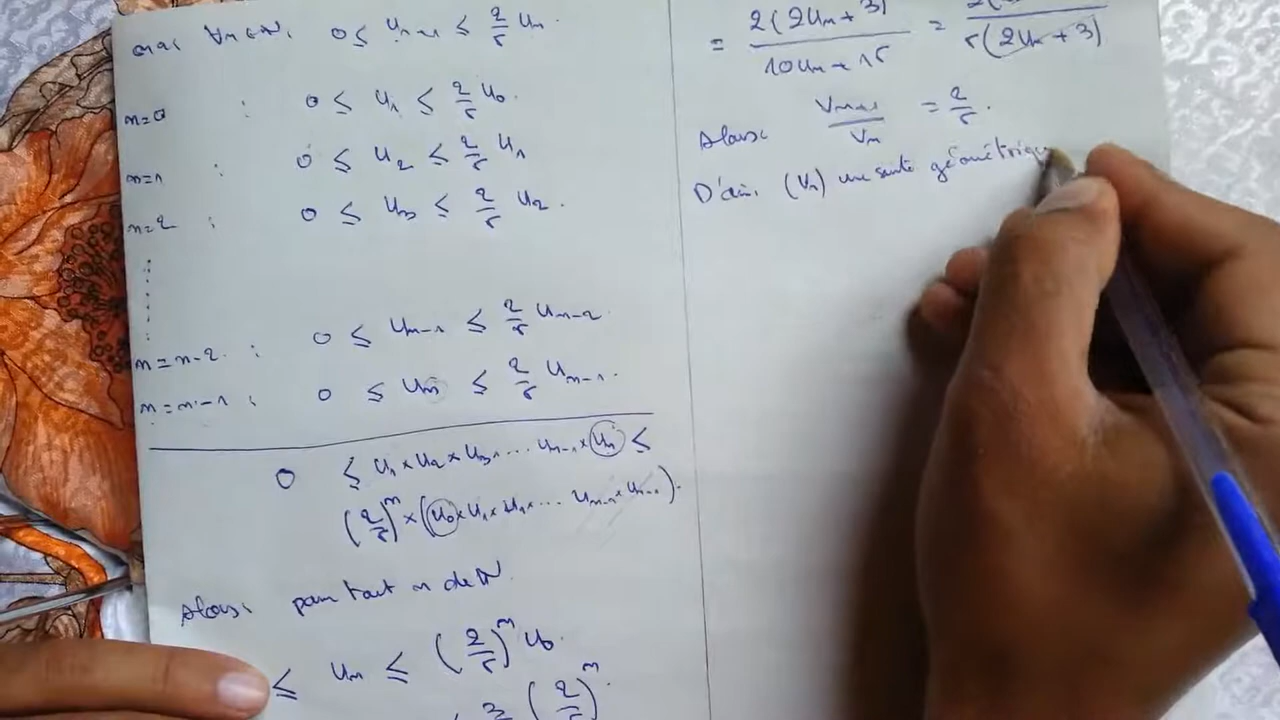 on a: ∀n∈ℕ: 0 ≤ Un+1 ≤ 2/5 Un.
n=0 : 0 ≤ U1 ≤ 2/5 U0.
n=1 : 0 ≤ U2 ≤ 2/5 U1
n=2 : 0 ≤ U3 ≤ 2/5 U2.
n=n-2. : 0 ≤ Un-1 ≤ 2/5 Un-2
n=n-1 : 0 ≤ Un ≤ 2/5 Un-1.
0 ≤ U1×U2×U3×...Un-1×Un ≤
(2/5)^n ×(U0×U1×U2×... Un-2×Un-1).
Alors: pour tout n de ℕ
≤ Un ≤ (2/5)^n U0.
(2/5)^n
= 2(2Un+3) / 10Un+15 = / 5(2Un+3)
Alors: Vn+1 / Vn = 2/5.
D'où: (Vn) une suite géométrique